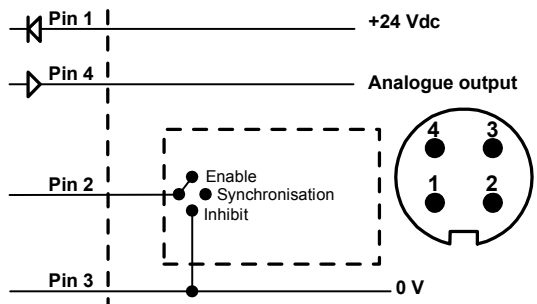 Pin 1 +24 Vdc
Pin 4 Analogue output
4 3
Enable
Pin 2 Synchronisation
1 2
Inhibit
Pin 3 0 V